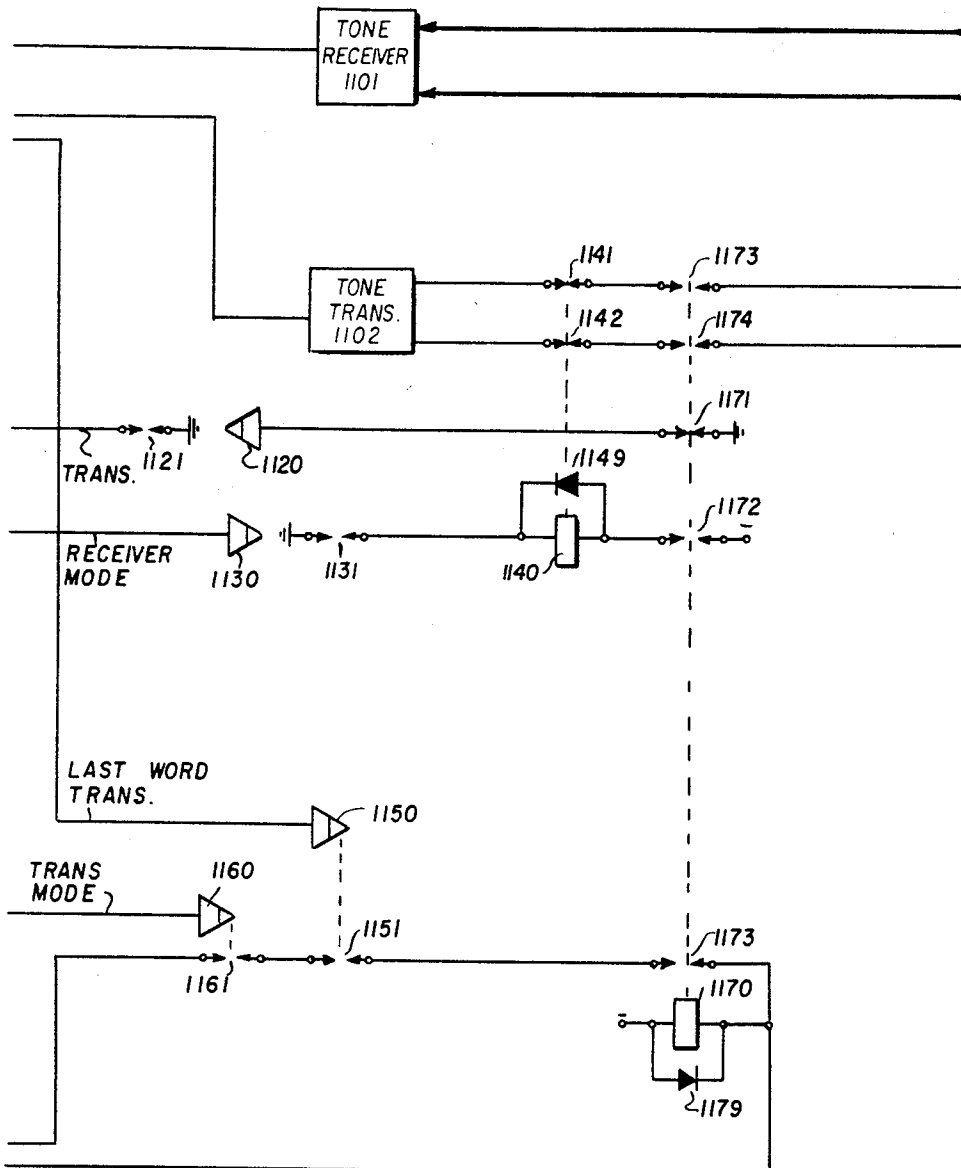 TONE
RECEIVER
1101
1141
1173
TONE
TRANS.
1102
1142
1174
1171
1121
1120
TRANS.
1149
1172
RECEIVER
MODE
1130
1131
1140
LAST WORD
TRANS.
1150
TRANS
MODE
1160
1161
1151
1173
1170
1179